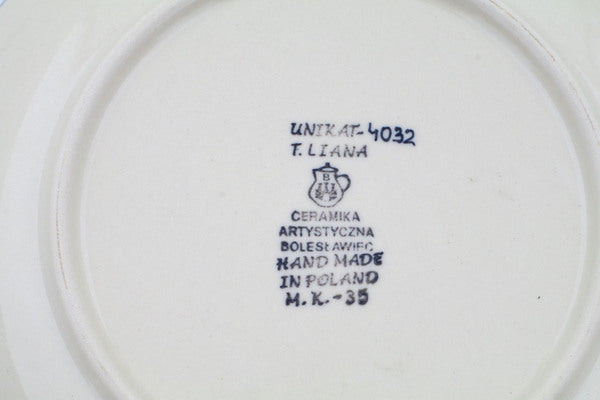 UNIKAT-4032
T. LIANA
B
CERAMIKA
ARTYSTYCZNA
BOLESŁAWIEC
HAND MADE
IN POLAND
M.K.-35